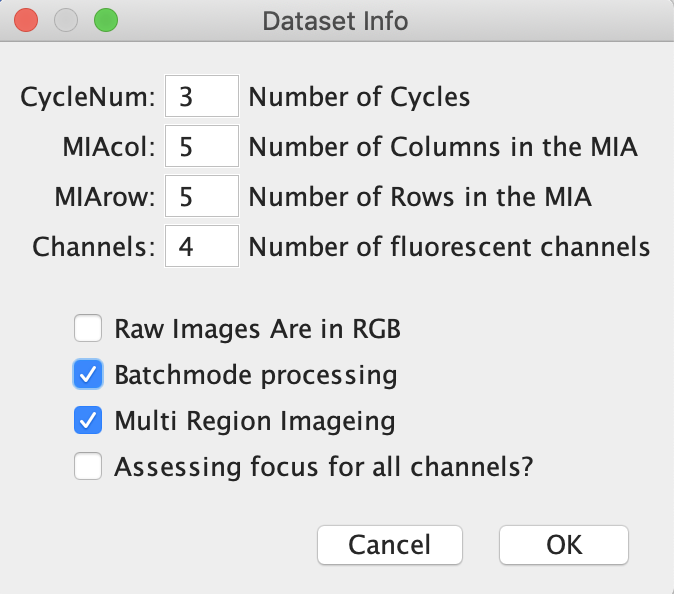 Dataset Info
CycleNum: 3 Number of Cycles
MIAcol: 5 Number of Columns in the MIA
MIArow: 5 Number of Rows in the MIA
Channels: 4 Number of fluorescent channels
Raw Images Are in RGB
Batchmode processing
Multi Region Imageing
Assessing focus for all channels?
Cancel OK